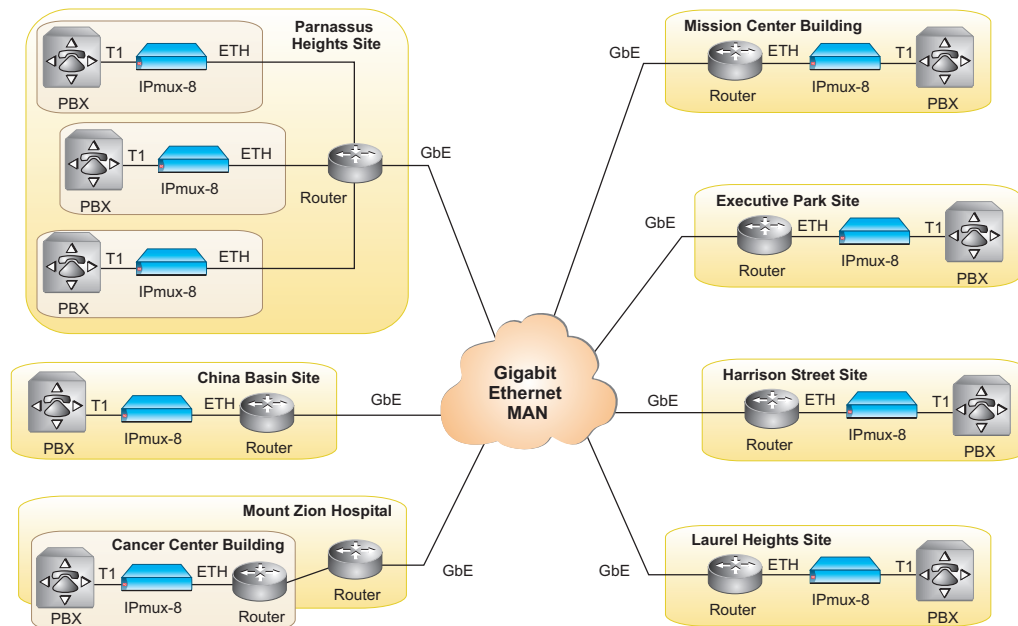 Parnassus
Heights Site
T1
ETH
IPmux-8
PBX
T1
ETH
IPmux-8
PBX
Router
T1
ETH
IPmux-8
PBX
GbE
China Basin Site
T1
ETH
IPmux-8
PBX
Router
GbE
Mount Zion Hospital
Cancer Center Building
T1
ETH
IPmux-8
PBX
Router
Router
GbE
Gigabit
Ethernet
MAN
Mission Center Building
GbE
ETH
T1
Router
IPmux-8
PBX
Executive Park Site
GbE
ETH
T1
Router
IPmux-8
PBX
Harrison Street Site
GbE
ETH
T1
Router
IPmux-8
PBX
Laurel Heights Site
GbE
ETH
T1
Router
IPmux-8
PBX